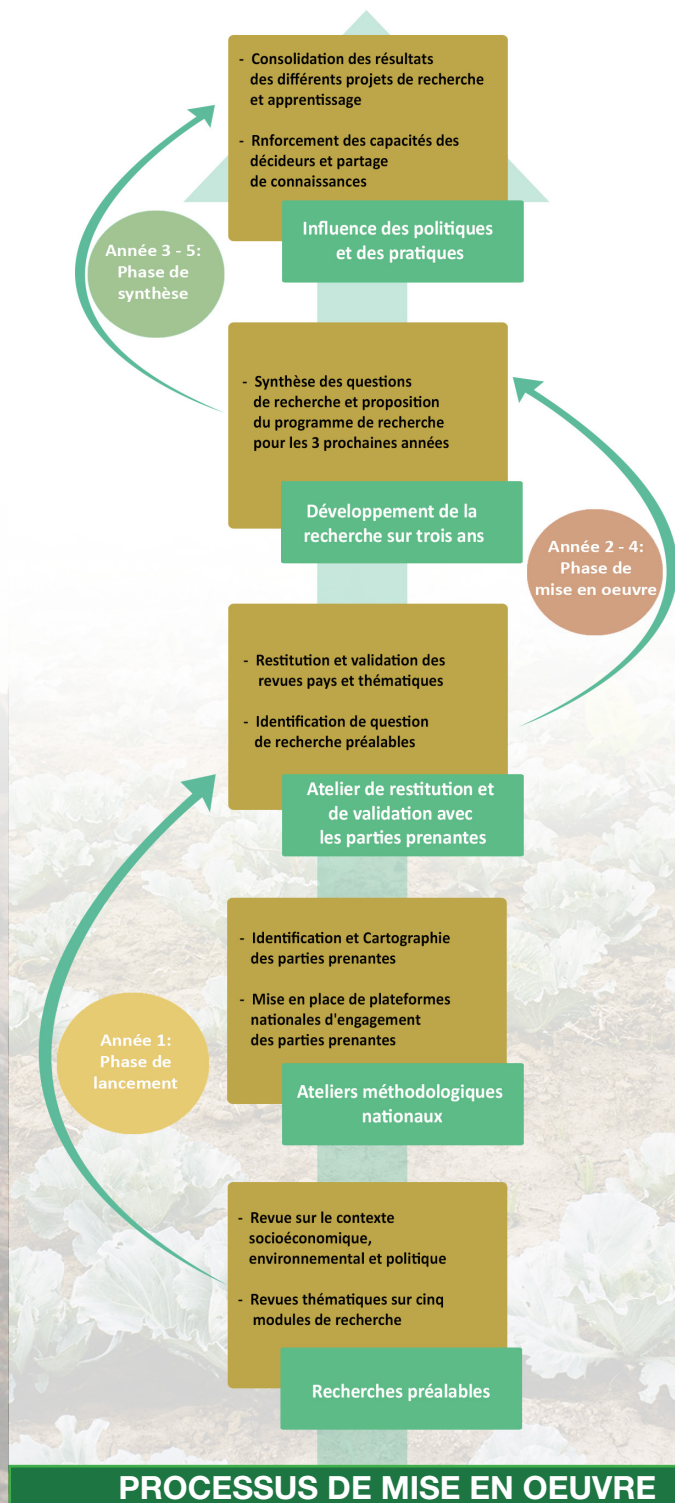 - Consolidation des résultats
des différents projets de recherche
et apprentissage
- Rnforcement des capacités des
décideurs et partage
de connaissances
Influence des politiques
et des pratiques
Année 3 - 5:
Phase de
synthèse
- Synthèse des questions
de recherche et proposition
du programme de recherche
pour les 3 prochaines années
Développement de la
recherche sur trois ans
Année 2 - 4:
Phase de
mise en oeuvre
- Restitution et validation des
revues pays et thématiques
- Identification de question
de recherche préalables
Atelier de restitution et
de validation avec
les parties prenantes
- Identification et Cartographie
des parties prenantes
- Mise en place de plateformes
nationales d'engagement
des parties prenantes
Ateliers méthodologiques
nationaux
Année 1:
Phase de
lancement
- Revue sur le contexte
socioéconomique,
environnemental et politique
- Revues thématiques sur cinq
modules de recherche
Recherches préalables
PROCESSUS DE MISE EN OEUVRE